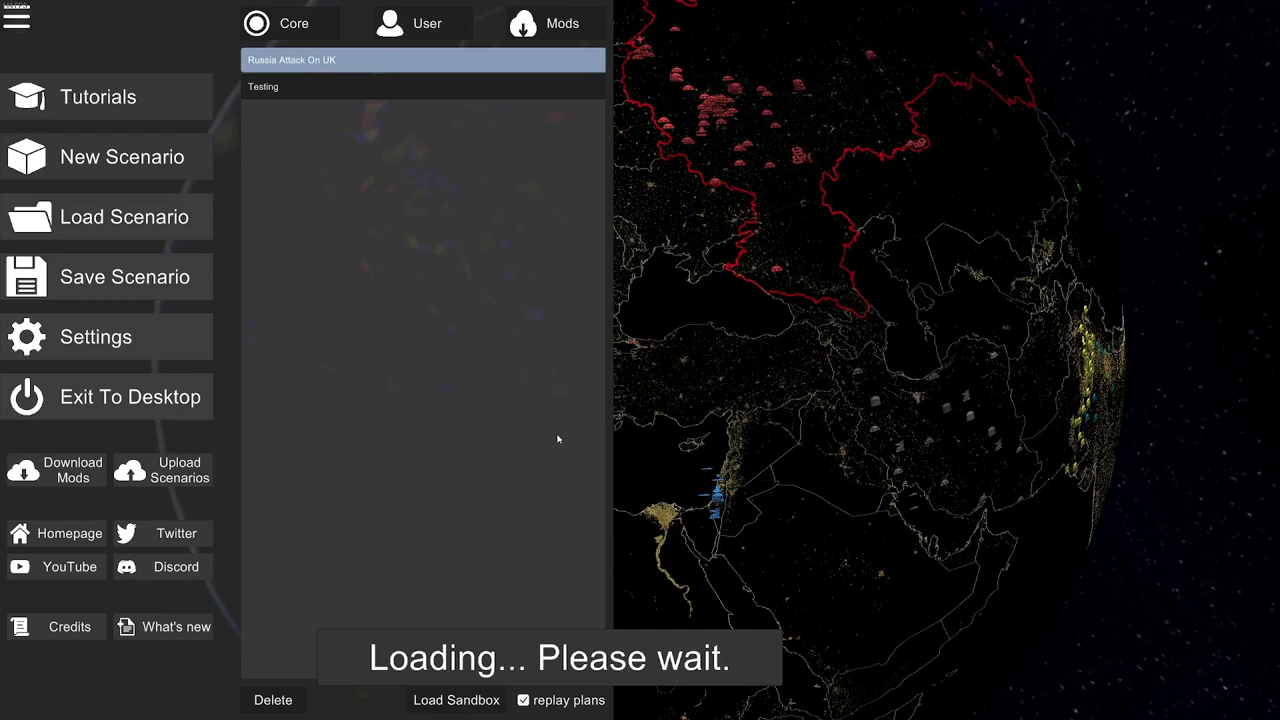 Core
User
Mods
Russia Attack On UK
Testing
Tutorials
New Scenario
Load Scenario
Save Scenario
Settings
Exit To Desktop
Download
Mods
Upload
Scenarios
Homepage
Twitter
YouTube
Discord
Credits
What's new
Loading... Please wait.
Delete
Load Sandbox
replay plans